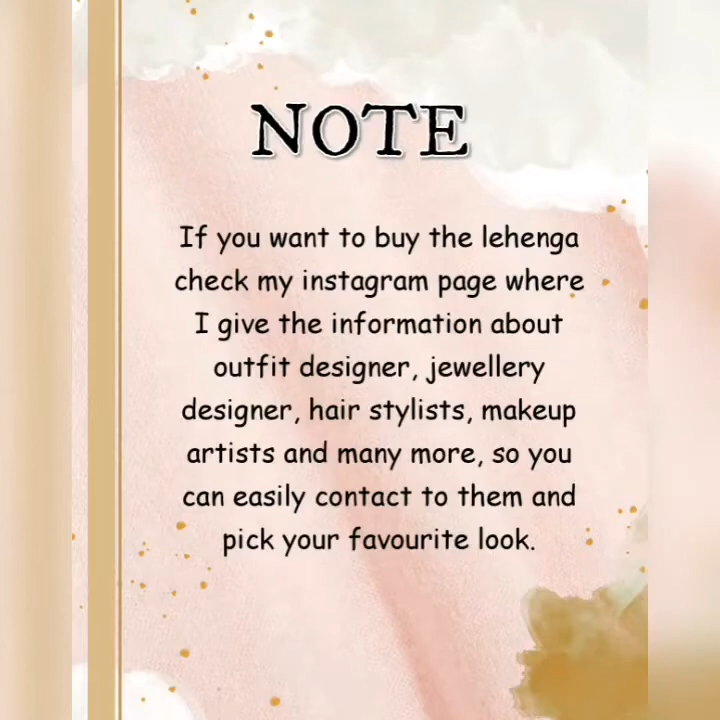 NOTE
If you want to buy the lehenga
check my instagram page where
I give the information about
outfit designer, jewellery
designer, hair stylists, makeup
artists and many more, so you
can easily contact to them and
pick your favourite look.